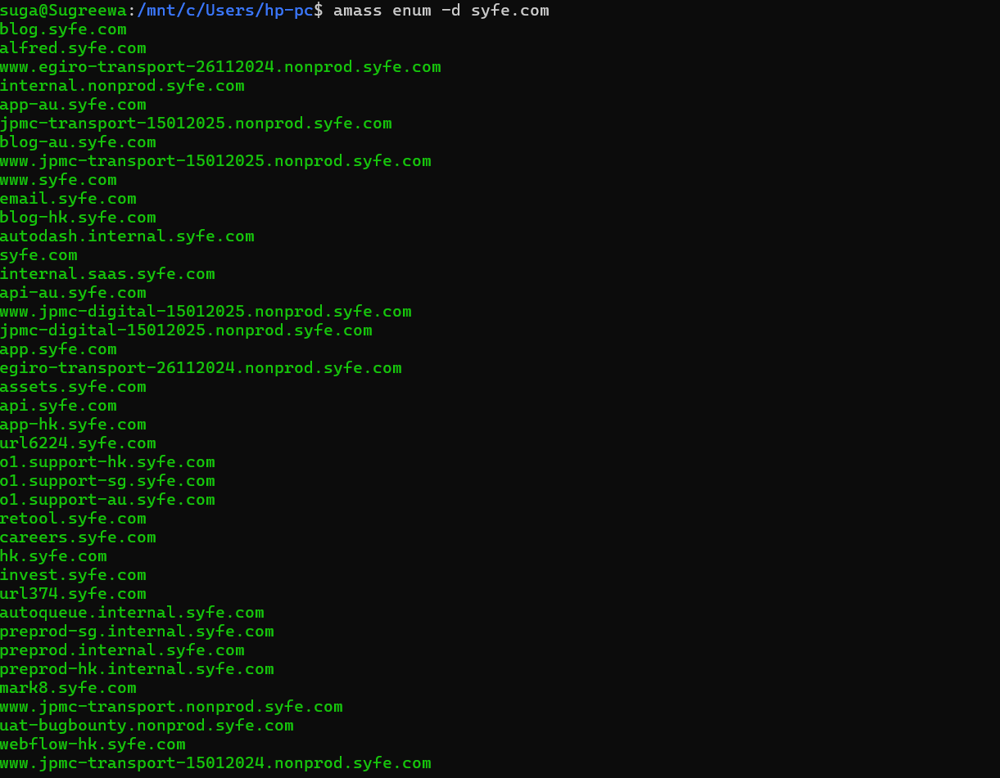 suga@Sugreewa:/mnt/c/Users/hp-pc$ amass enum -d syfe.com
blog.syfe.com
alfred.syfe.com
www.egiro-transport-26112024.nonprod.syfe.com
internal.nonprod.syfe.com
app-au.syfe.com
jpmc-transport-15012025.nonprod.syfe.com
blog-au.syfe.com
www.jpmc-transport-15012025.nonprod.syfe.com
www.syfe.com
email.syfe.com
blog-hk.syfe.com
autodash.internal.syfe.com
syfe.com
internal.saas.syfe.com
api-au.syfe.com
www.jpmc-digital-15012025.nonprod.syfe.com
jpmc-digital-15012025.nonprod.syfe.com
app.syfe.com
egiro-transport-26112024.nonprod.syfe.com
assets.syfe.com
api.syfe.com
app-hk.syfe.com
url6224.syfe.com
o1.support-hk.syfe.com
o1.support-sg.syfe.com
o1.support-au.syfe.com
retool.syfe.com
careers.syfe.com
hk.syfe.com
invest.syfe.com
url374.syfe.com
autoqueue.internal.syfe.com
preprod-sg.internal.syfe.com
preprod.internal.syfe.com
preprod-hk.internal.syfe.com
mark8.syfe.com
www.jpmc-transport.nonprod.syfe.com
uat-bugbounty.nonprod.syfe.com
webflow-hk.syfe.com
www.jpmc-transport-15012024.nonprod.syfe.com